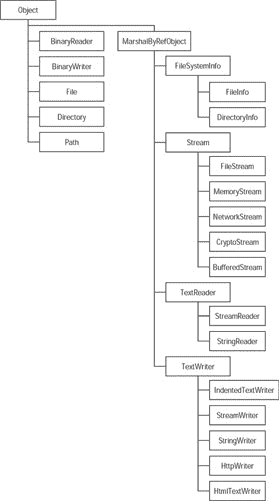 Object
BinaryReader
BinaryWriter
File
Directory
Path
MarshalByRefObject
FileSystemInfo
FileInfo
DirectoryInfo
Stream
FileStream
MemoryStream
NetworkStream
CryptoStream
BufferedStream
TextReader
StreamReader
StringReader
TextWriter
IndentedTextWriter
StreamWriter
StringWriter
HttpWriter
HtmlTextWriter